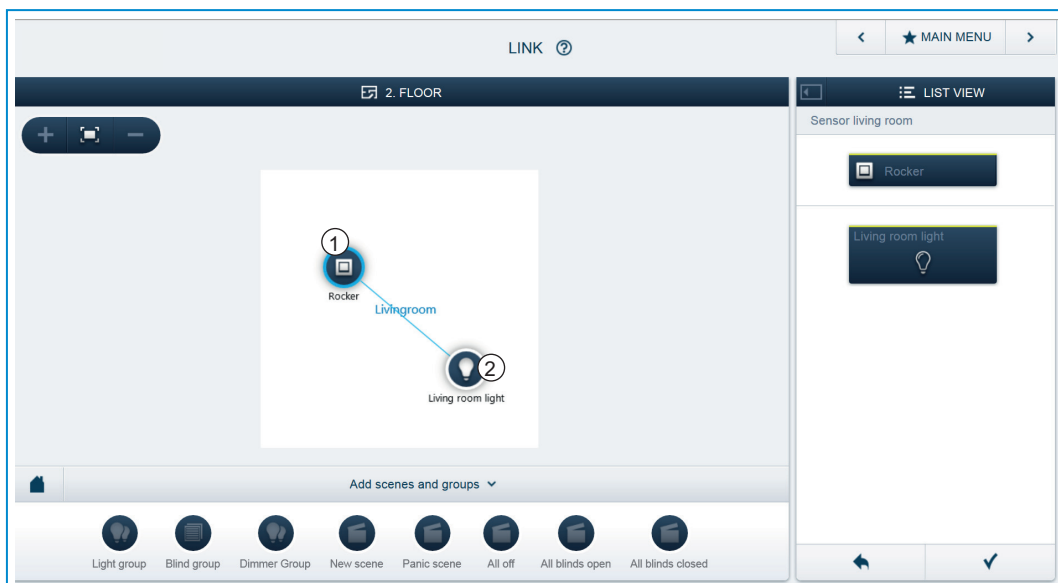 LINK ?
MAIN MENU
2. FLOOR
1
Rocker
Livingroom
2
Living room light
Add scenes and groups
Light group
Blind group
Dimmer Group
New scene
Panic scene
All off
All blinds open
All blinds closed
LIST VIEW
Sensor living room
Rocker
Living room light